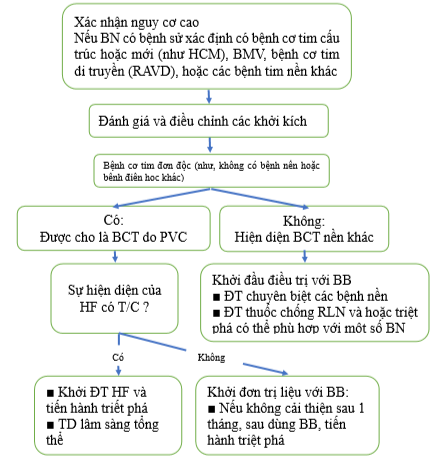 Xác nhận nguy cơ cao
Nếu BN có bệnh sử xác định có bệnh cơ tim cấu
trúc hoặc mới (như HCM), BMV, bệnh cơ tim
di truyền (RAVD), hoặc các bệnh tim nền khác
Đánh giá và điều chỉnh các khởi kích
Bệnh cơ tim đơn độc (như, không có bệnh nên hoặc
bệnh điên hoc khác)
Có:
Được cho là BCT do PVC
Không:
Hiện diện BCT nền khác
Sự hiện diện của
HF có T/C ?
Khởi đầu điều trị với BB
■ ĐT chuyên biệt các bệnh nền
■ ĐT thuốc chống RLN và hoặc triệt
phá có thể phù hợp với một số BN
Có
Không
■ Khởi ĐT HF và
tiến hành triết phá
■ TD lâm sàng tổng
thể
Khởi đơn trị liệu với BB:
■ Nếu không cải thiện sau 1
tháng, sau dùng BB, tiến
hành triệt phá